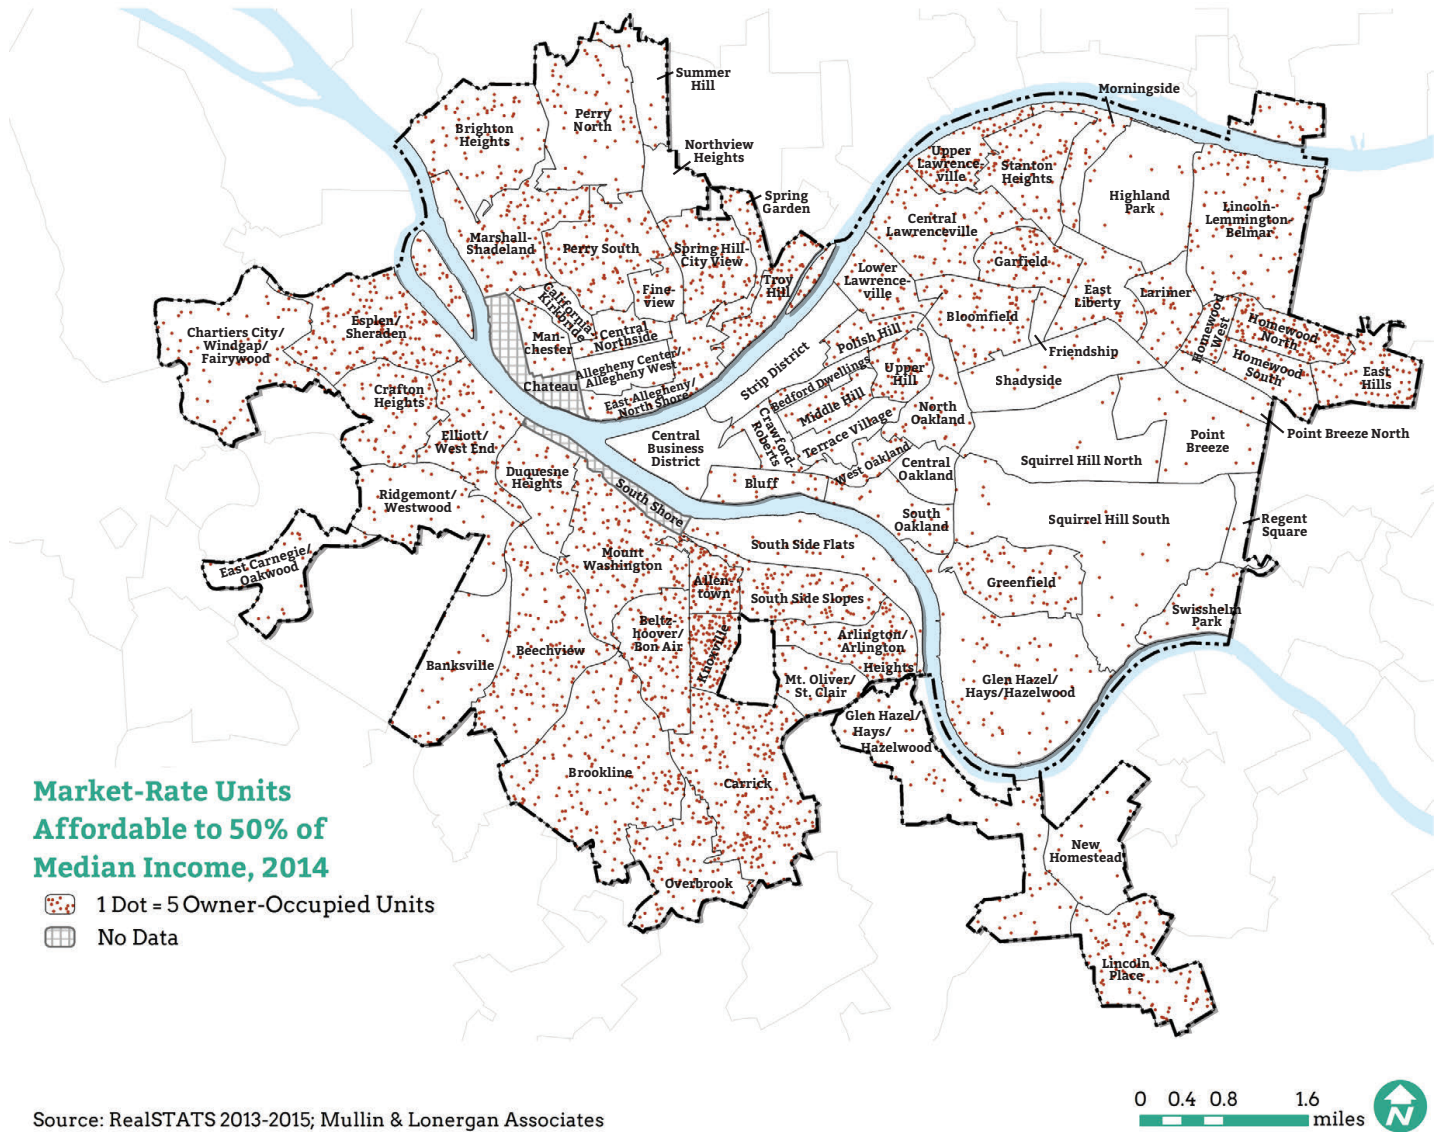 Summer
Hill
Morningside
Perry
North
Brighton
Heights
Northview
Heights
Upper
Lawrence-
ville
Stanton
Heights
Spring
Garden
Highland
Park
Lincoln-
Lemmington-
Belmar
Central
Lawrenceville
Marshall-
Shadeland
Perry South
Spring Hill-
City View
Garfield
Troy
Hill
Lower
Lawrence-
ville
Fine-
view
East
Liberty
Larimer
California-
Kirkbride
Bloomfield
Esplen/
Sheraden
Chartiers City/
Windgap/
Fairywood
Man-
chester
Central
Northside
Polish Hill
Friendship
Homewood
West
Homewood
North
Homewood
South
East
Hills
Allegheny Center/
Allegheny West
Strip District
Bedford Dwellings
Upper
Hill
Shadyside
Chateau
East Allegheny/
North Shore
Crafton
Heights
Middle Hill
Crawford-
Roberts
Terrace Village
North
Oakland
Point Breeze North
Elliott/
West End
Central
Business
District
Point
Breeze
Squirrel Hill North
West Oakland
Central
Oakland
Duquesne
Heights
Bluff
Ridgemont/
Westwood
South Shore
South
Oakland
Squirrel Hill South
Regent
Square
East Carnegie/
Oakwood
Mount
Washington
South Side Flats
Allen-
town
Greenfield
South Side Slopes
Swisshelm
Park
Beltz-
hoover/
Bon Air
Knoxville
Arlington/
Arlington
Heights
Beechview
Banksville
Mt. Oliver/
St. Clair
Glen Hazel/
Hays/Hazelwood
Glen Hazel/
Hays/
Hazelwood
Brookline
Carrick
New
Homestead
Overbrook
Lincoln
Place
Market-Rate Units
Affordable to 50% of
Median Income, 2014
1 Dot = 5 Owner-Occupied Units
No Data
Source: RealSTATS 2013-2015; Mullin & Lonergan Associates
0 0.4 0.8 1.6
miles
N